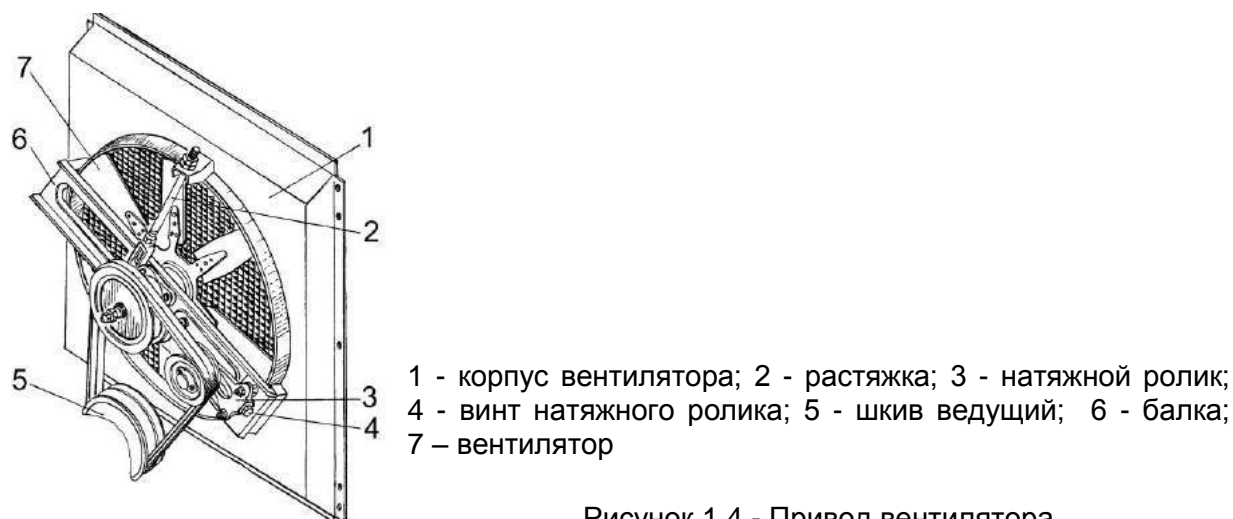 7
6
1
2
5
3
4
1 - корпус вентилятора; 2 - растяжка; 3 - натяжной ролик;
4 - винт натяжного ролика; 5 - шкив ведущий; 6 - балка;
7 – вентилятор
Рисунок 1.4 - Привод вентилятора